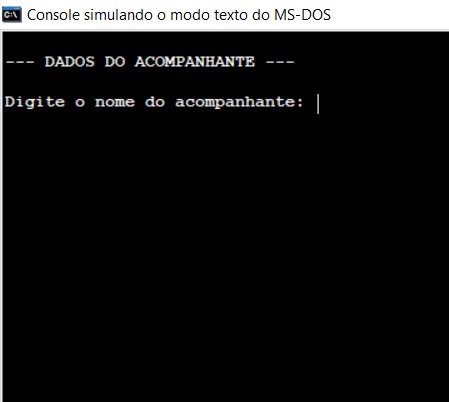 Console simulando o modo texto do MS-DOS
--- DADOS DO ACOMPANHANTE ---
Digite o nome do acompanhante: